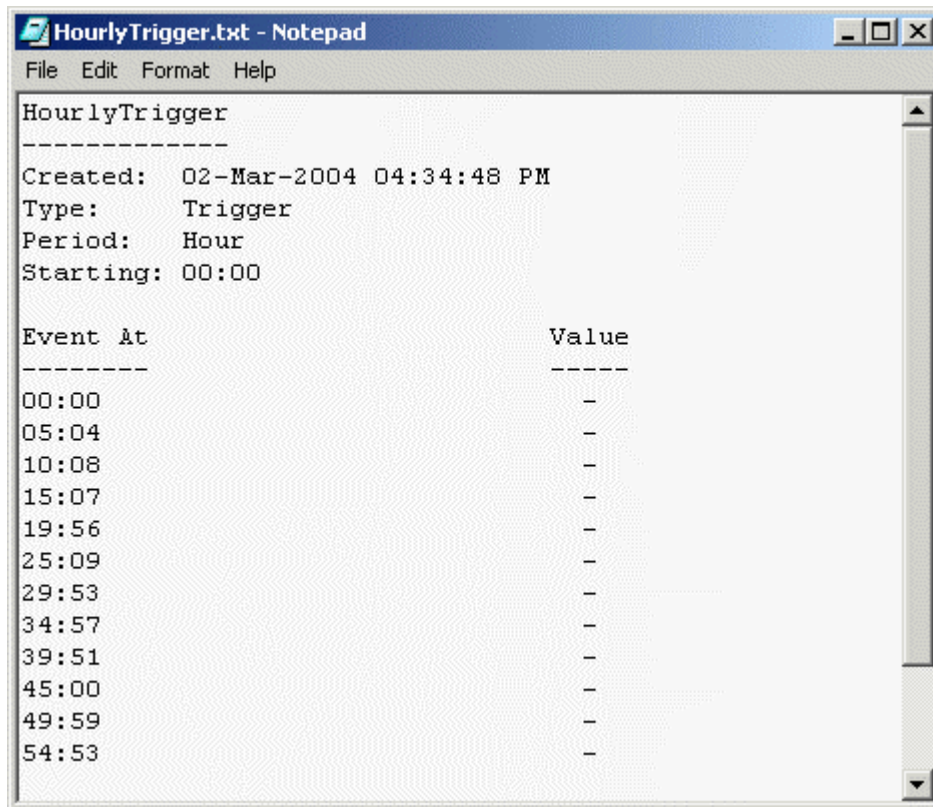 HourlyTrigger.txt - Notepad
File Edit Format Help
HourlyTrigger
-------------
Created: 02-Mar-2004 04:34:48 PM
Type: Trigger
Period: Hour
Starting: 00:00
Event At Value
-------- -----
00:00 -
05:04 -
10:08 -
15:07 -
19:56 -
25:09 -
29:53 -
34:57 -
39:51 -
45:00 -
49:59 -
54:53 -